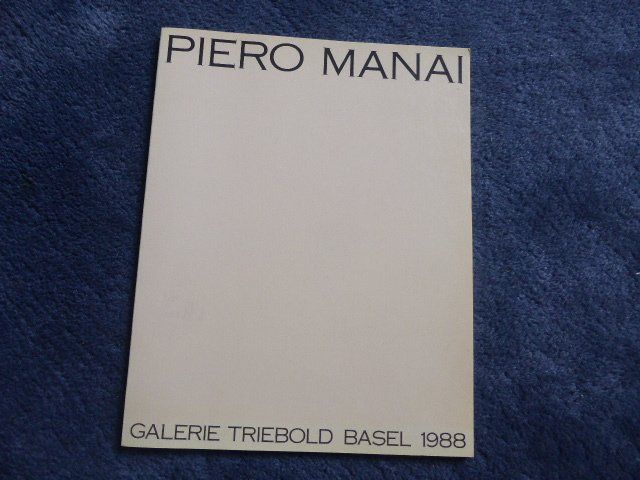 PIERO MANAI
GALERIE TRIEBOLD BASEL 1988